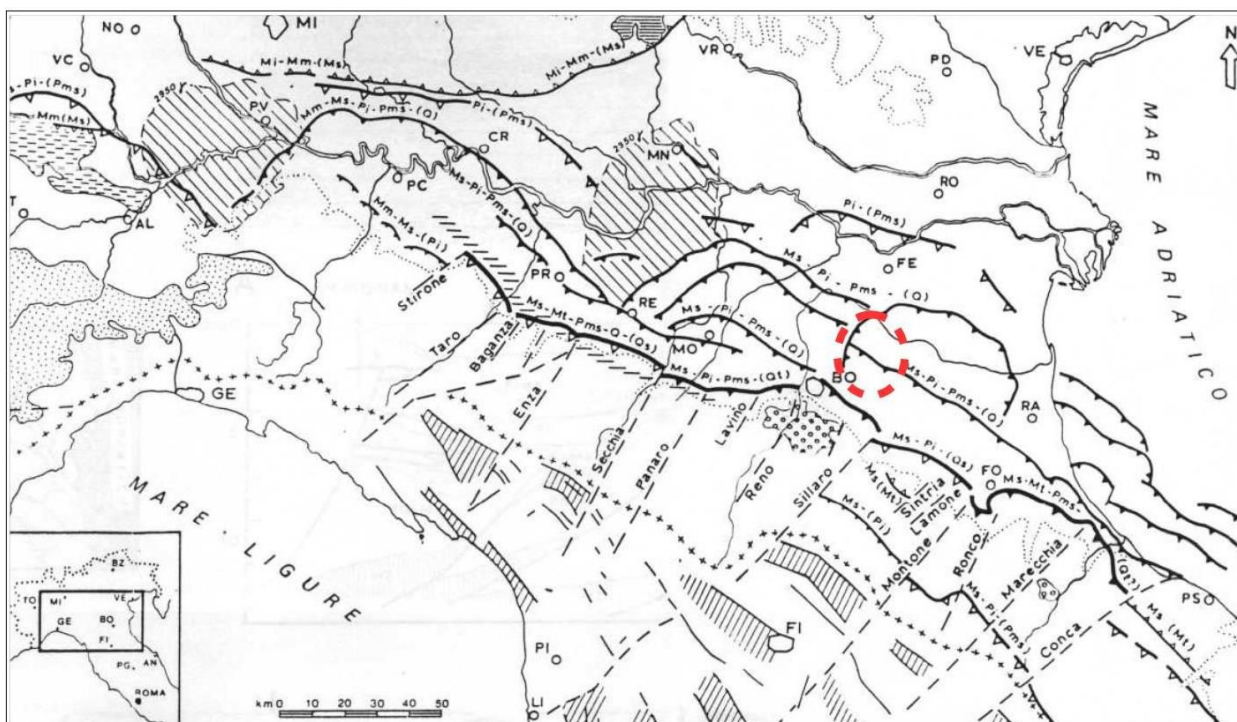 NO
MI
VC
VR
PD
VE
N
Mi-Mm-(Ms)
Mi-Mm-(Ms)
s-Pi-(Pms)
2950 γ
Mm-Ms-Pi-Pms-(Q)
Pi-(Pms)
PV
Mm(Ms)
CR
2950 γ
MN
MARE ADRIATICO
PC
RO
T
AL
Ms-Pi-Pms-(Q)
Pi-(Pms)
Mm-Ms-(Pi)
FE
PR
Ms - Pi-Pms - (Q)
Stirone
RE
Ms-Pi-Pms-(Q)
Taro
Baganza
Ms-Mt-Pms-Q-(Qs)
MO
Ms-Pi-Pms-(Qt)
BO
Ms-Pi-Pms-(Q)
GE
Enza
RA
Secchia
Panaro
Lavino
Reno
Sillaro
Ms-Pi-(Qs)
FO
Ms-Mt-Pms-
(Qt)
Ms(Mt)
Sintria
Lamone
Montone
Ronco
Marecchia
Conca
Ms-(Pi)
Ms-Pi-(Pms)
MARE LIGURE
PSO
Ms (Mt)
FI
PI
LI
BZ
TO
MI
VE
GE
BO
FI
PG
AN
ROMA
km 0 10 20 30 40 50